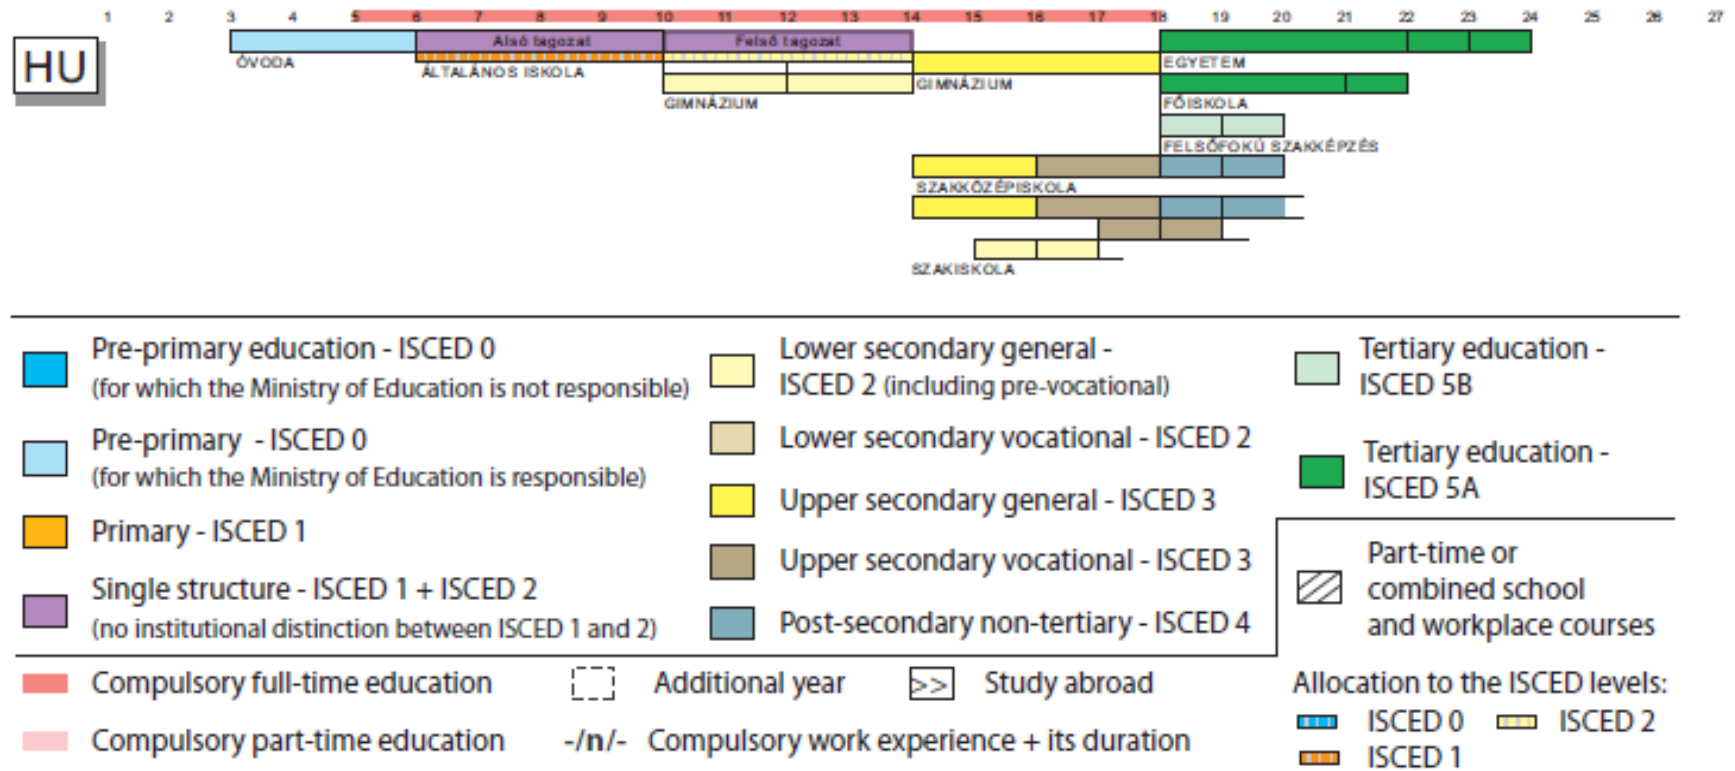 1 2 3 4 5 6 7 8 9 10 11 12 13 14 15 16 17 18 19 20 21 22 23 24 25 26 27
HU
Alsó tagozat
Felső tagozat
ÓVODA
ÁLTALÁNOS ISKOLA
GIMNÁZIUM
GIMNÁZIUM
EGYETEM
FŐISKOLA
FELSŐFOKÚ SZAKKÉPZÉS
SZAKKÖZÉPISKOLA
SZAKISKOLA
Pre-primary education - ISCED 0
(for which the Ministry of Education is not responsible)
Pre-primary - ISCED 0
(for which the Ministry of Education is responsible)
Primary - ISCED 1
Single structure - ISCED 1 + ISCED 2
(no institutional distinction between ISCED 1 and 2)
Lower secondary general -
ISCED 2 (including pre-vocational)
Lower secondary vocational - ISCED 2
Upper secondary general - ISCED 3
Upper secondary vocational - ISCED 3
Post-secondary non-tertiary - ISCED 4
Tertiary education -
ISCED 5B
Tertiary education -
ISCED 5A
Part-time or
combined school
and workplace courses
Compulsory full-time education
Additional year
>> Study abroad
Compulsory part-time education
-/n/- Compulsory work experience + its duration
Allocation to the ISCED levels:
ISCED 0
ISCED 2
ISCED 1